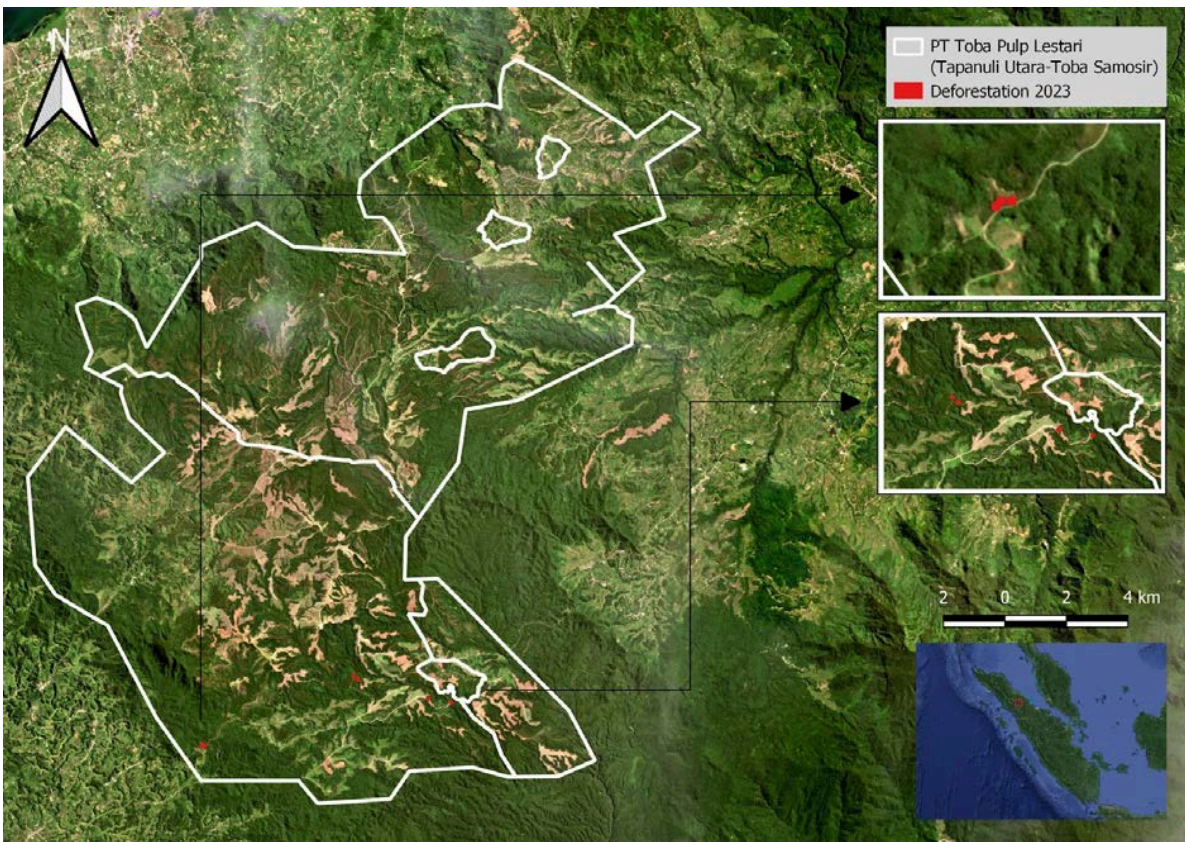 N
PT Toba Pulp Lestari
(Tapanuli Utara-Toba Samosir)
Deforestation 2023
2 0 2 4 km